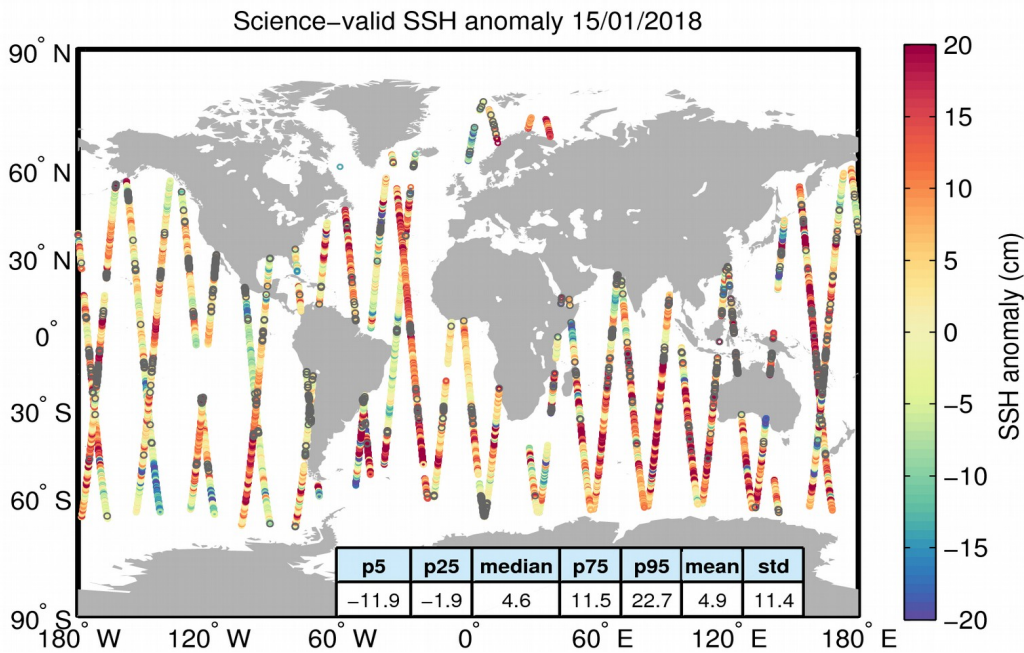 Science−valid SSH anomaly 15/01/2018
90° N
60° N
30° N
0°
30° S
60° S
90° S
180° W
120° W
60° W
0°
60° E
120° E
180° E
p5 p25 median p75 p95 mean std
−11.9 −1.9 4.6 11.5 22.7 4.9 11.4
20
15
10
5
0
−5
−10
−15
−20
SSH anomaly (cm)